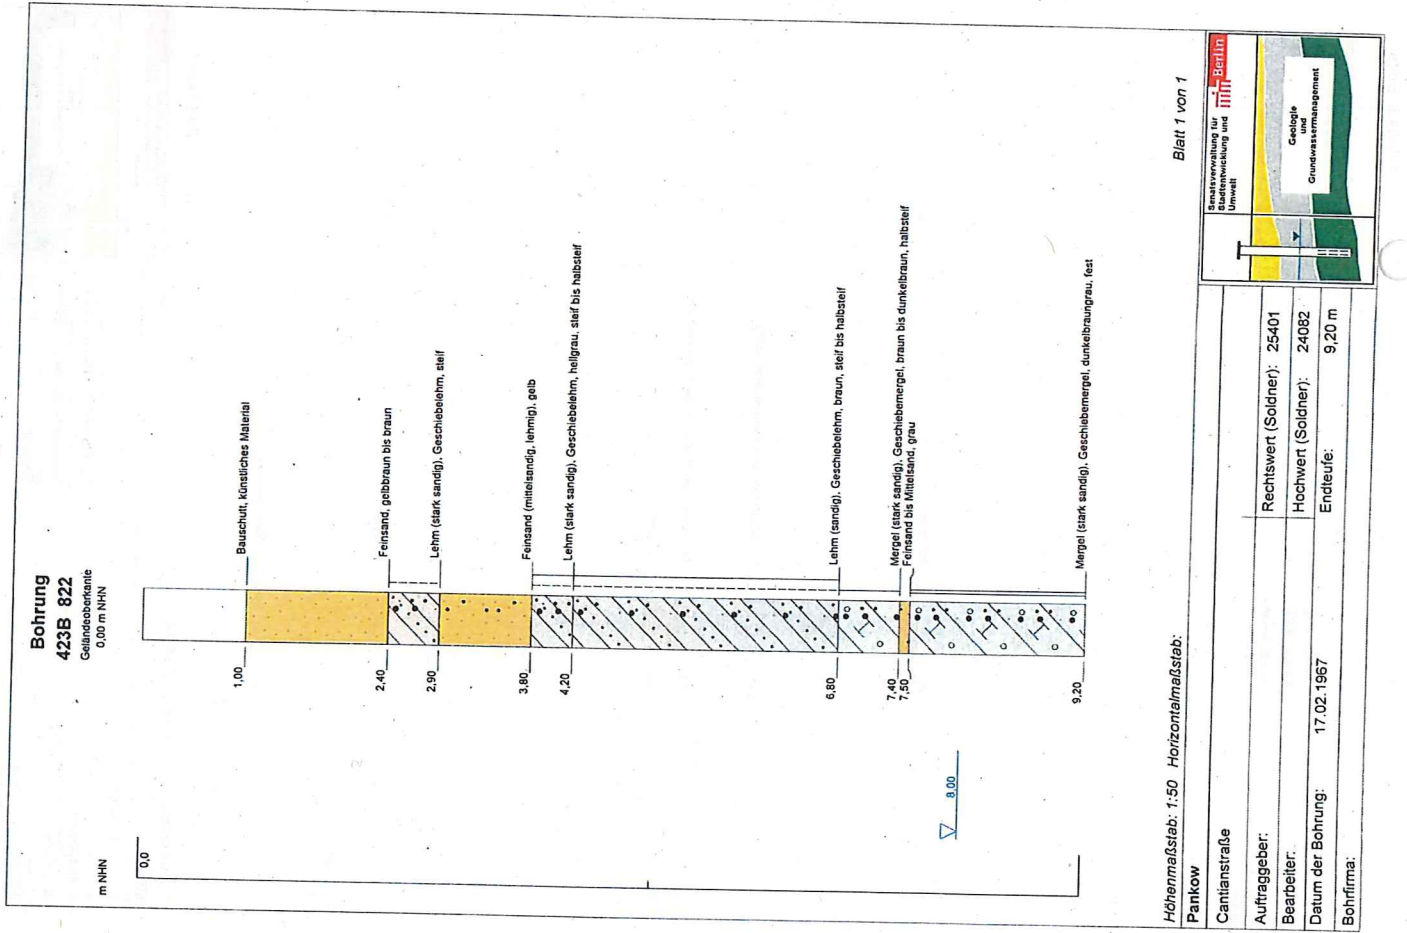 Bohrung
423B 822
Geländeoberkante
0,00 m NHN
m NHN
0,0
1,00
Bauschutt, künstliches Material
2,40
Feinsand, gelbbraun bis braun
2,90
Lehm (stark sandig), Geschiebelehm, steif
3,80
Feinsand (mittelsandig, lehmig), gelb
4,20
Lehm (stark sandig), Geschiebelehm, hellgrau, steif bis halbsteif
6,80
Lehm (sandig), Geschiebelehm, braun, steif bis halbsteif
7,40
Mergel (stark sandig), Geschiebemergel, braun bis dunkelbraun, halbsteif
7,50
Feinsand bis Mittelsand, grau
8,00
9,20
Mergel (stark sandig), Geschiebemergel, dunkelbraungrau, fest
Höhenmaßstab: 1:50 Horizontalmaßstab:
Blatt 1 von 1
Pankow
Cantianstraße
Auftraggeber:
Rechtswert (Soldner): 25401
Bearbeiter:
Hochwert (Soldner): 24082
Datum der Bohrung: 17.02.1967
Endteufe: 9,20 m
Bohrfirma:
Senatsverwaltung für
Stadtentwicklung und
Umwelt
Berlin
Geologie
und
Grundwassermanagement